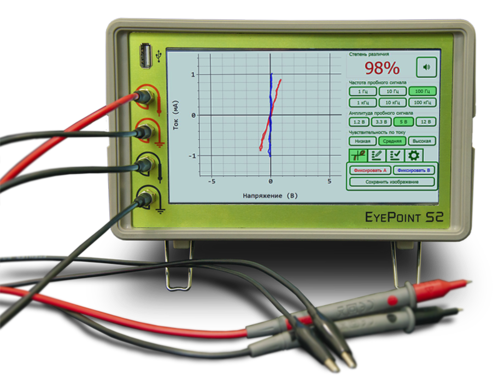 Степень различия
98%
Частота пробного сигнала
1 Гц 10 Гц 100 Гц
1 кГц 10 кГц 100 кГц
Амплитуда пробного сигнала
1.2 В 3.3 В 5 В 12 В
Чувствительность по току
Низкая Средняя Высокая
Фиксировать А Фиксировать В
Сохранить изображение
Ток (мА)
1
0
-1
-5 0 5
Напряжение (В)
EyePoint S2